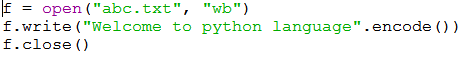 f = open("abc.txt", "wb")
f.write("Welcome to python language".encode())
f.close()